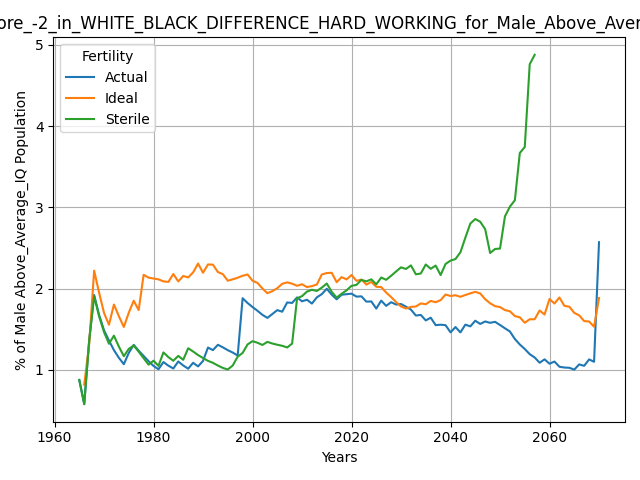 ore_-2_in_WHITE_BLACK_DIFFERENCE_HARD_WORKING_for_Male_Above_Aver
Fertility
Actual
Ideal
Sterile
% of Male Above_Average_IQ Population
5
4
3
2
1
1960
1980
2000
2020
2040
2060
Years